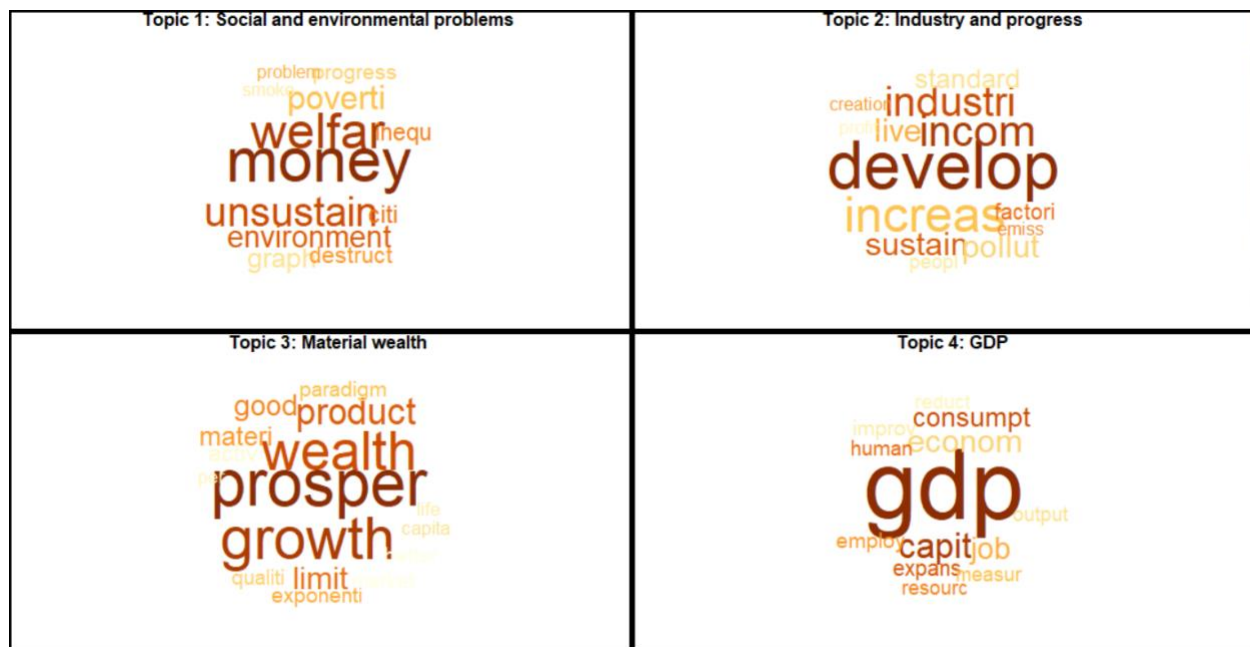 Topic 1: Social and environmental problems
problem progress
smoke
poverti
welfar inequ
money
unsustain citi
environment
graph destruct
Topic 2: Industry and progress
standard
creation industri
profit live incom
develop
increas factori
emiss
sustain pollut
peopl
Topic 3: Material wealth
paradigm
good product
materi wealth
activ
per prosper
life
growth capita
qualiti limit
exponenti
Topic 4: GDP
reduct
consumpt
improv econom
human
gdp
output
employ capit job
expans measur
resourc